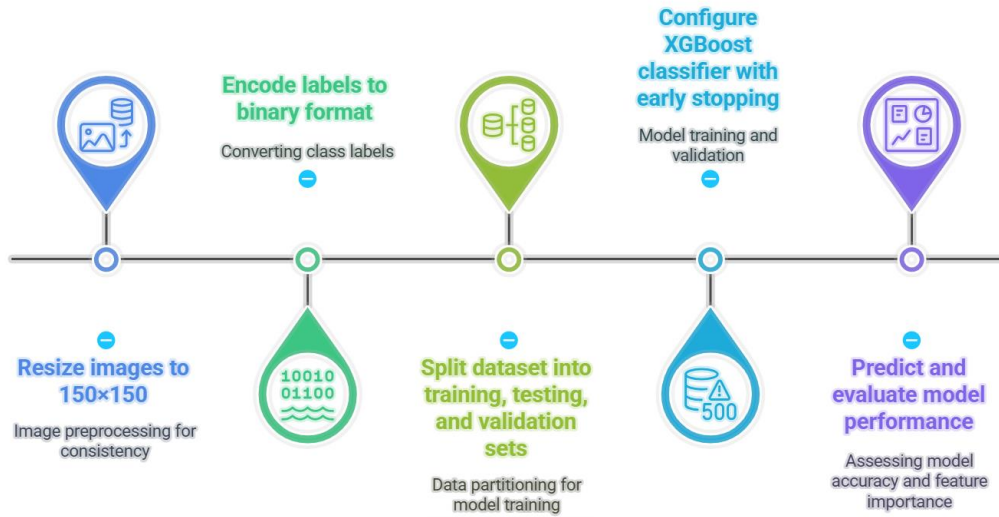 Resize images to
150×150
Image preprocessing for
consistency
Encode labels to
binary format
Converting class labels
10010
01100
Split dataset into
training, testing,
and validation
sets
Data partitioning for
model training
Configure
XGBoost
classifier with
early stopping
Model training and
validation
500
Predict and
evaluate model
performance
Assessing model
accuracy and feature
importance